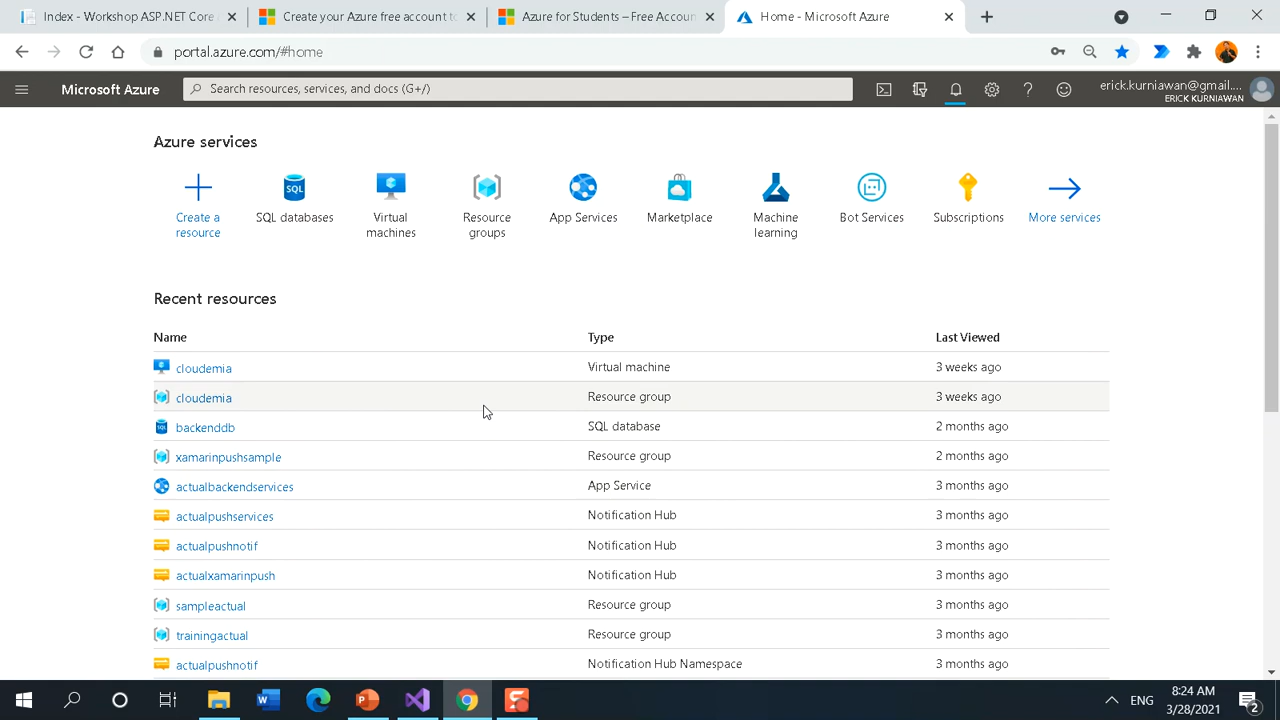 Index - Workshop ASP.NET Core
Create your Azure free account to
Azure for Students – Free Accoun
Home - Microsoft Azure
portal.azure.com/#home
Microsoft Azure
Search resources, services, and docs (G+/)
erick.kurniawan@gmail....
ERICK KURNIAWAN
Azure services
Create a resource
SQL
SQL databases
Virtual machines
Resource groups
App Services
Marketplace
Machine learning
Bot Services
Subscriptions
More services
Recent resources
Name Type Last Viewed
cloudemia Virtual machine 3 weeks ago
cloudemia Resource group 3 weeks ago
backenddb SQL database 2 months ago
xamarinpushsample Resource group 2 months ago
actualbackendservices App Service 3 months ago
actualpushservices Notification Hub 3 months ago
actualpushnotif Notification Hub 3 months ago
actualxamarinpush Notification Hub 3 months ago
sampleactual Resource group 3 months ago
trainingactual Resource group 3 months ago
actualpushnotif Notification Hub Namespace 3 months ago
ENG
8:24 AM
3/28/2021
2